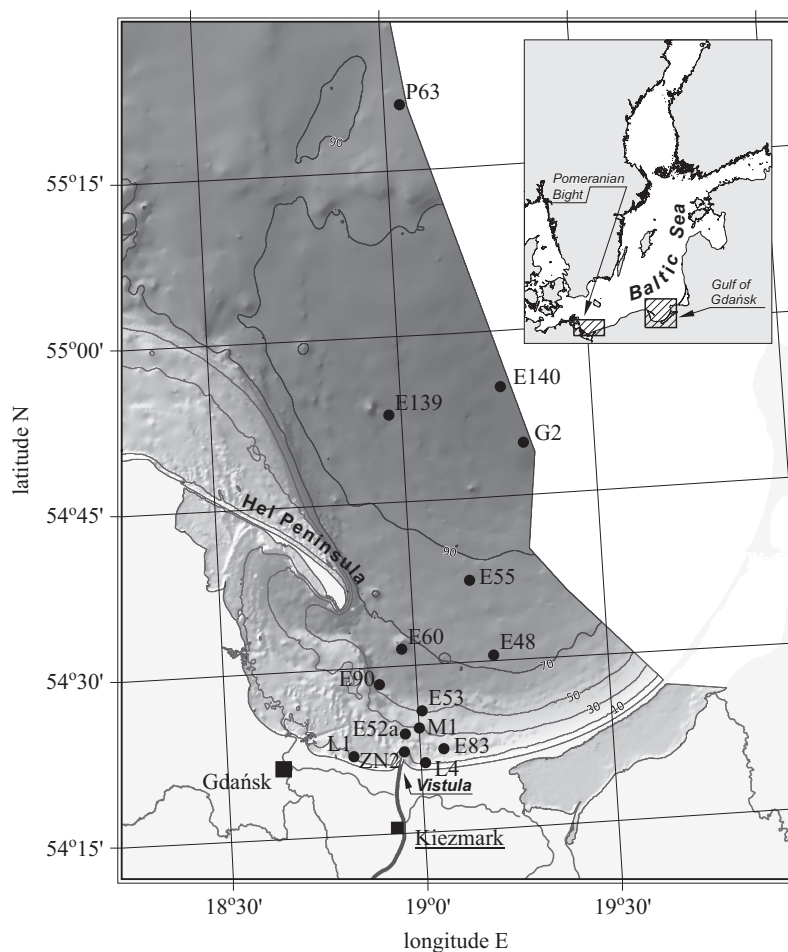 P63
90
55°15'
Pomeranian
Bight
Baltic Sea
Gulf of
Gdańsk
55°00'
E140
E139
G2
latitude N
54°45'
Hel Peninsula
90
E55
E60
E48
70
54°30'
E90
50
E53
30
10
E52a
M1
L1
ZN2
E83
L4
Gdańsk
Vistula
Kiezmark
54°15'
18°30'
19°00'
19°30'
longitude E